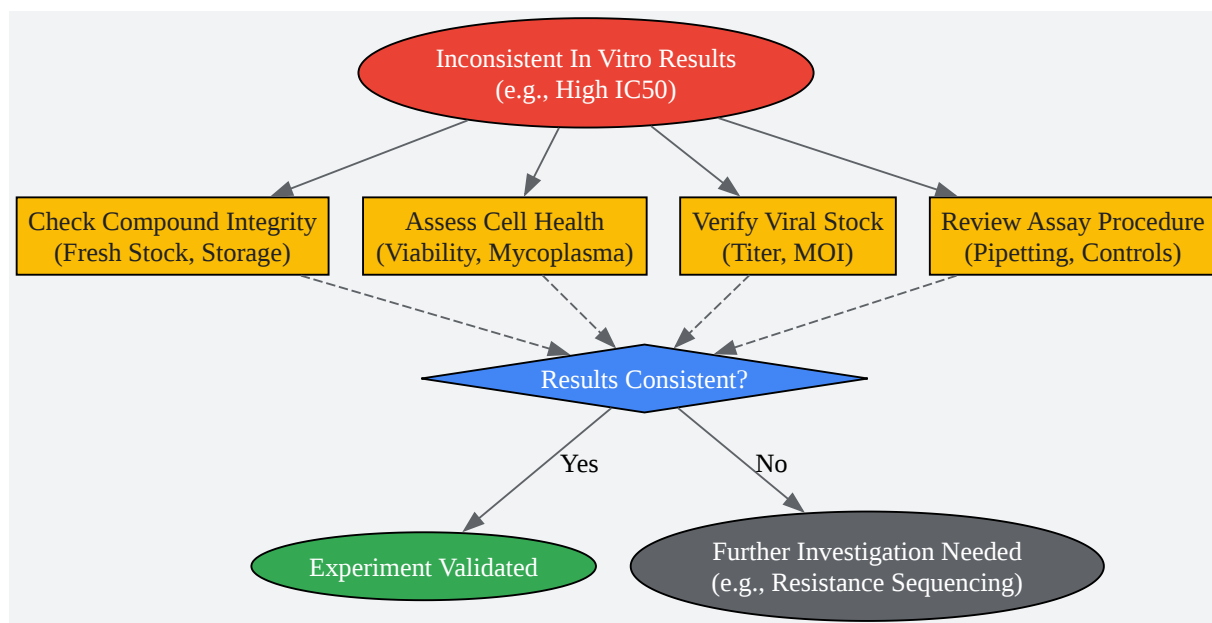 Inconsistent In Vitro Results
(e.g., High IC50)
Check Compound Integrity
(Fresh Stock, Storage)
Assess Cell Health
(Viability, Mycoplasma)
Verify Viral Stock
(Titer, MOI)
Review Assay Procedure
(Pipetting, Controls)
Results Consistent?
Yes
No
Experiment Validated
Further Investigation Needed
(e.g., Resistance Sequencing)